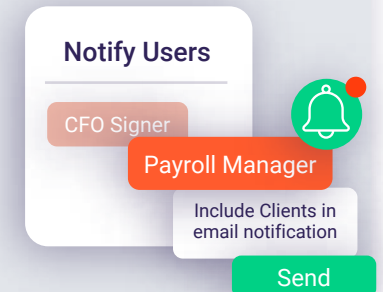 Notify Users
CFO Signer
Payroll Manager
Include Clients in
email notification
Send